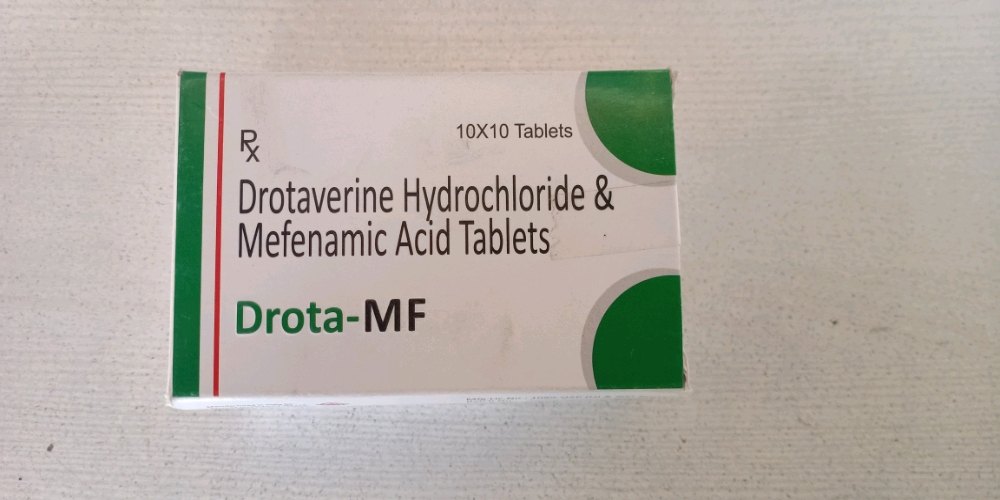 Rx
10X10 Tablets
Drotaverine Hydrochloride &
Mefenamic Acid Tablets
Drota-MF